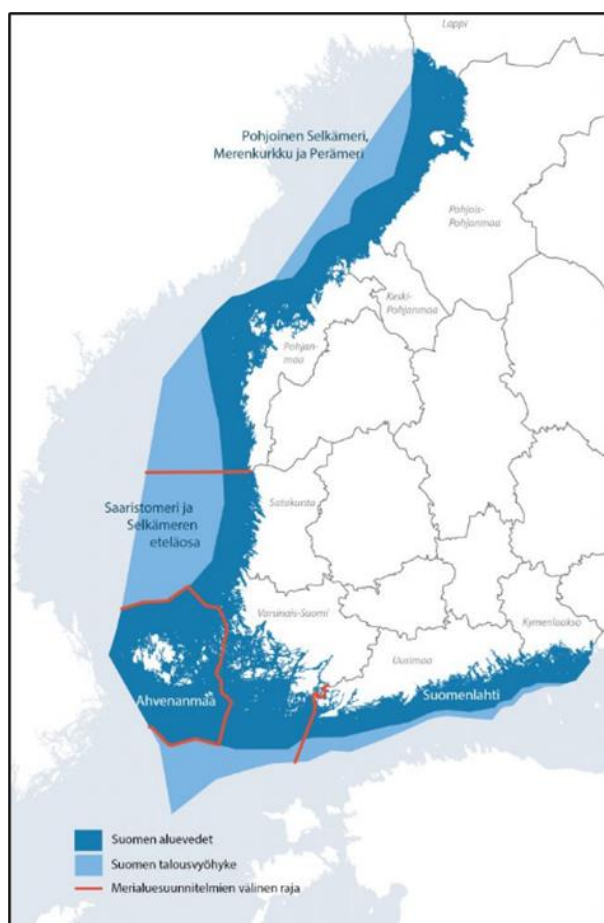 Lappi
Pohjoinen Selkämeri,
Merenkurkku ja Perämeri
Pohjois-
Pohjanmaa
Keski-
Pohjanmaa
Pohjan-
maa
Satakunta
Saaristomeri ja
Selkämeren
eteläosa
Varsinais-Suomi
Kymenlaakso
Uusimaa
Suomenlahti
Ahvenanmaa
Suomen aluevedet
Suomen talousvyöhyke
Merialuesuunnitelmien välinen raja